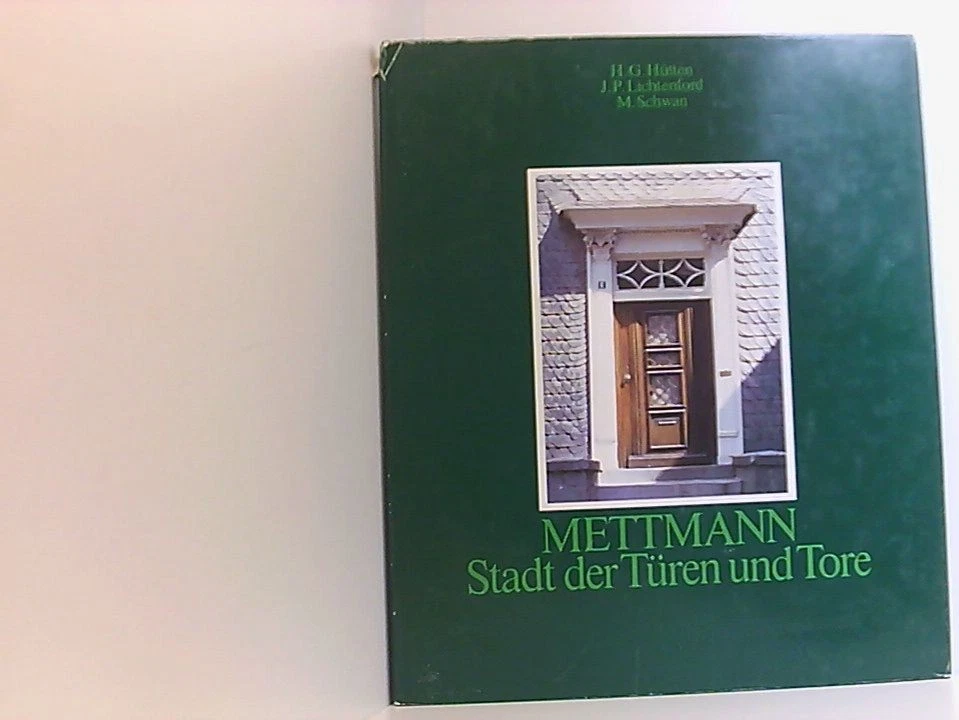 H. G. Hütten
J. P. Lichtenford
M. Schwan
METTMANN
Stadt der Türen und Tore